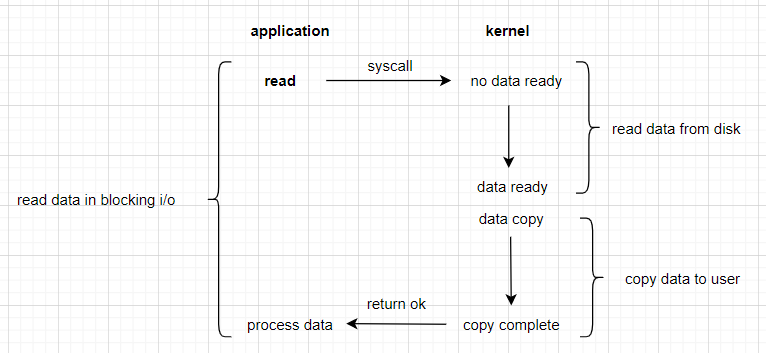 application
kernel
syscall
read
no data ready
read data from disk
data ready
read data in blocking i/o
data copy
copy data to user
return ok
process data
copy complete